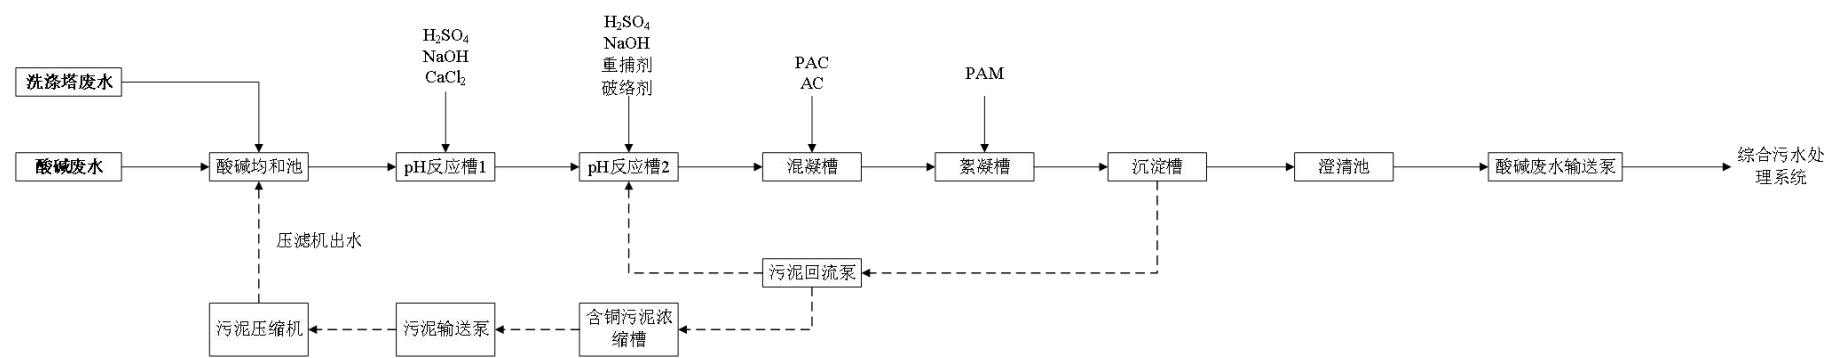 H₂SO₄
NaOH
CaCl₂
H₂SO₄
NaOH
重捕剂
破络剂
PAC
AC
PAM
洗涤塔废水
酸碱废水
酸碱均和池
pH反应槽1
pH反应槽2
混凝槽
絮凝槽
沉淀槽
澄清池
酸碱废水输送泵
综合污水处
理系统
压滤机出水
污泥回流泵
污泥压缩机
污泥输送泵
含铜污泥浓
缩槽